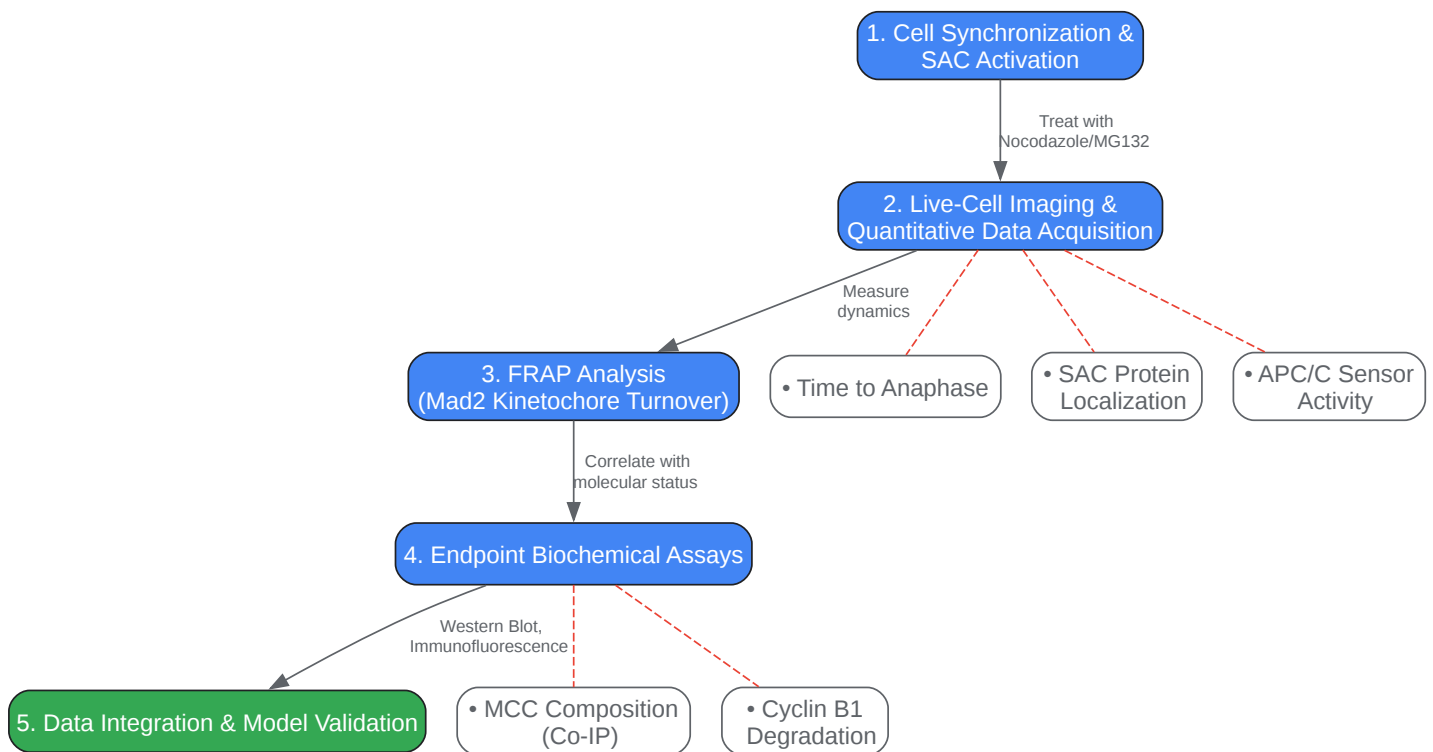 1. Cell Synchronization &
SAC Activation
Treat with
Nocodazole/MG132
2. Live-Cell Imaging &
Quantitative Data Acquisition
Measure
dynamics
3. FRAP Analysis
(Mad2 Kinetochore Turnover)
• Time to Anaphase
• SAC Protein
Localization
• APC/C Sensor
Activity
Correlate with
molecular status
4. Endpoint Biochemical Assays
Western Blot,
Immunofluorescence
5. Data Integration & Model Validation
• MCC Composition
(Co-IP)
• Cyclin B1
Degradation